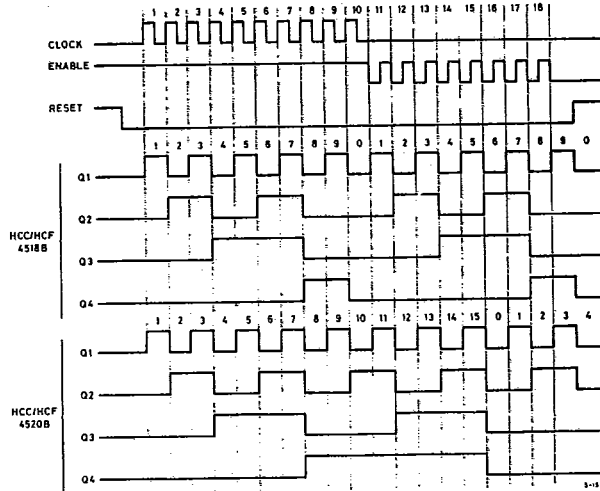 1 2 3 4 5 6 7 8 9 10 11 12 13 14 15 16 17 18
CLOCK
ENABLE
RESET
1 2 3 4 5 6 7 8 9 0 1 2 3 4 5 6 7 8 9 0
Q1
Q2
HCC/HCF
4518B
Q3
Q4
1 2 3 4 5 6 7 8 9 10 11 12 13 14 15 0 1 2 3 4
Q1
Q2
HCC/HCF
4520B
Q3
Q4